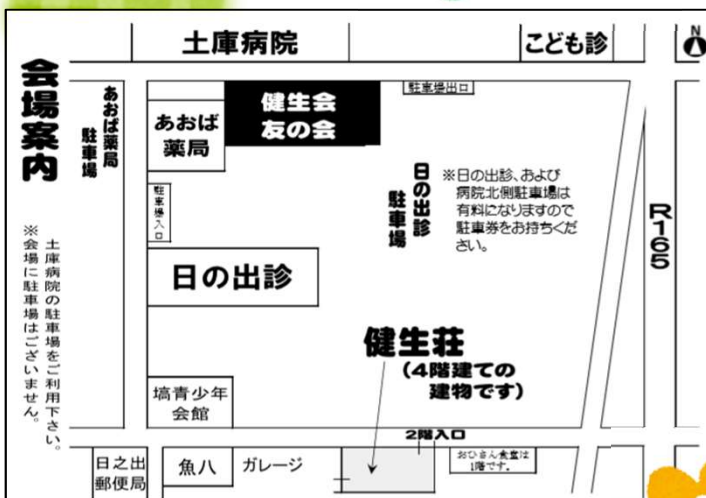 土庫病院
こども診
N
会場案内
あおば薬局
駐車場
あおば
薬局
健生会
友の会
駐車場出口
日の出診
駐車場
※日の出診、および
病院北側駐車場は
有料になりますので
駐車券をお持ちくだ
さい。
R165
駐車場入口
日の出診
土庫病院の駐車場をご利用下さい。
※会場に駐車場はございません。
健生荘
(4階建ての
建物です)
塙青少年
会館
2階入口
日之出
郵便局
魚八
ガレージ
おひさん食堂は
1階です。